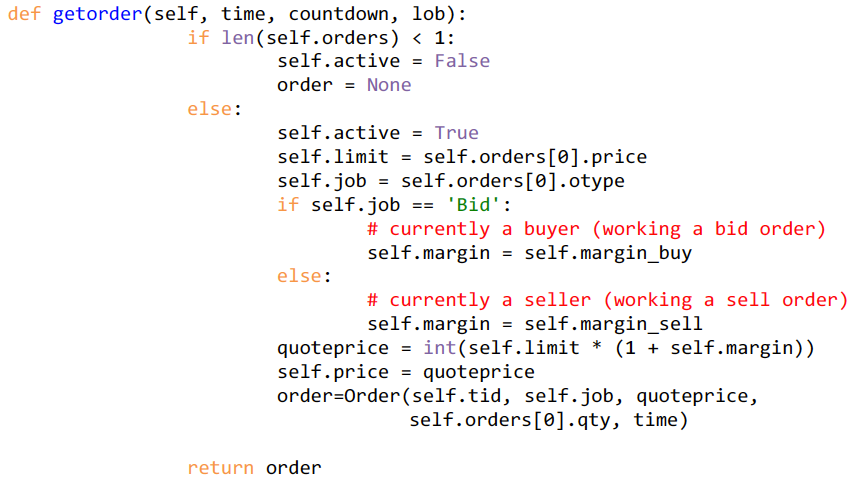 def getorder(self, time, countdown, lob):
                if len(self.orders) < 1:
                        self.active = False
                        order = None
                else:
                        self.active = True
                        self.limit = self.orders[0].price
                        self.job = self.orders[0].otype
                        if self.job == 'Bid':
                                # currently a buyer (working a bid order)
                                self.margin = self.margin_buy
                        else:
                                # currently a seller (working a sell order)
                                self.margin = self.margin_sell
                        quoteprice = int(self.limit * (1 + self.margin))
                        self.price = quoteprice
                        order=Order(self.tid, self.job, quoteprice,
                                    self.orders[0].qty, time)
                return order